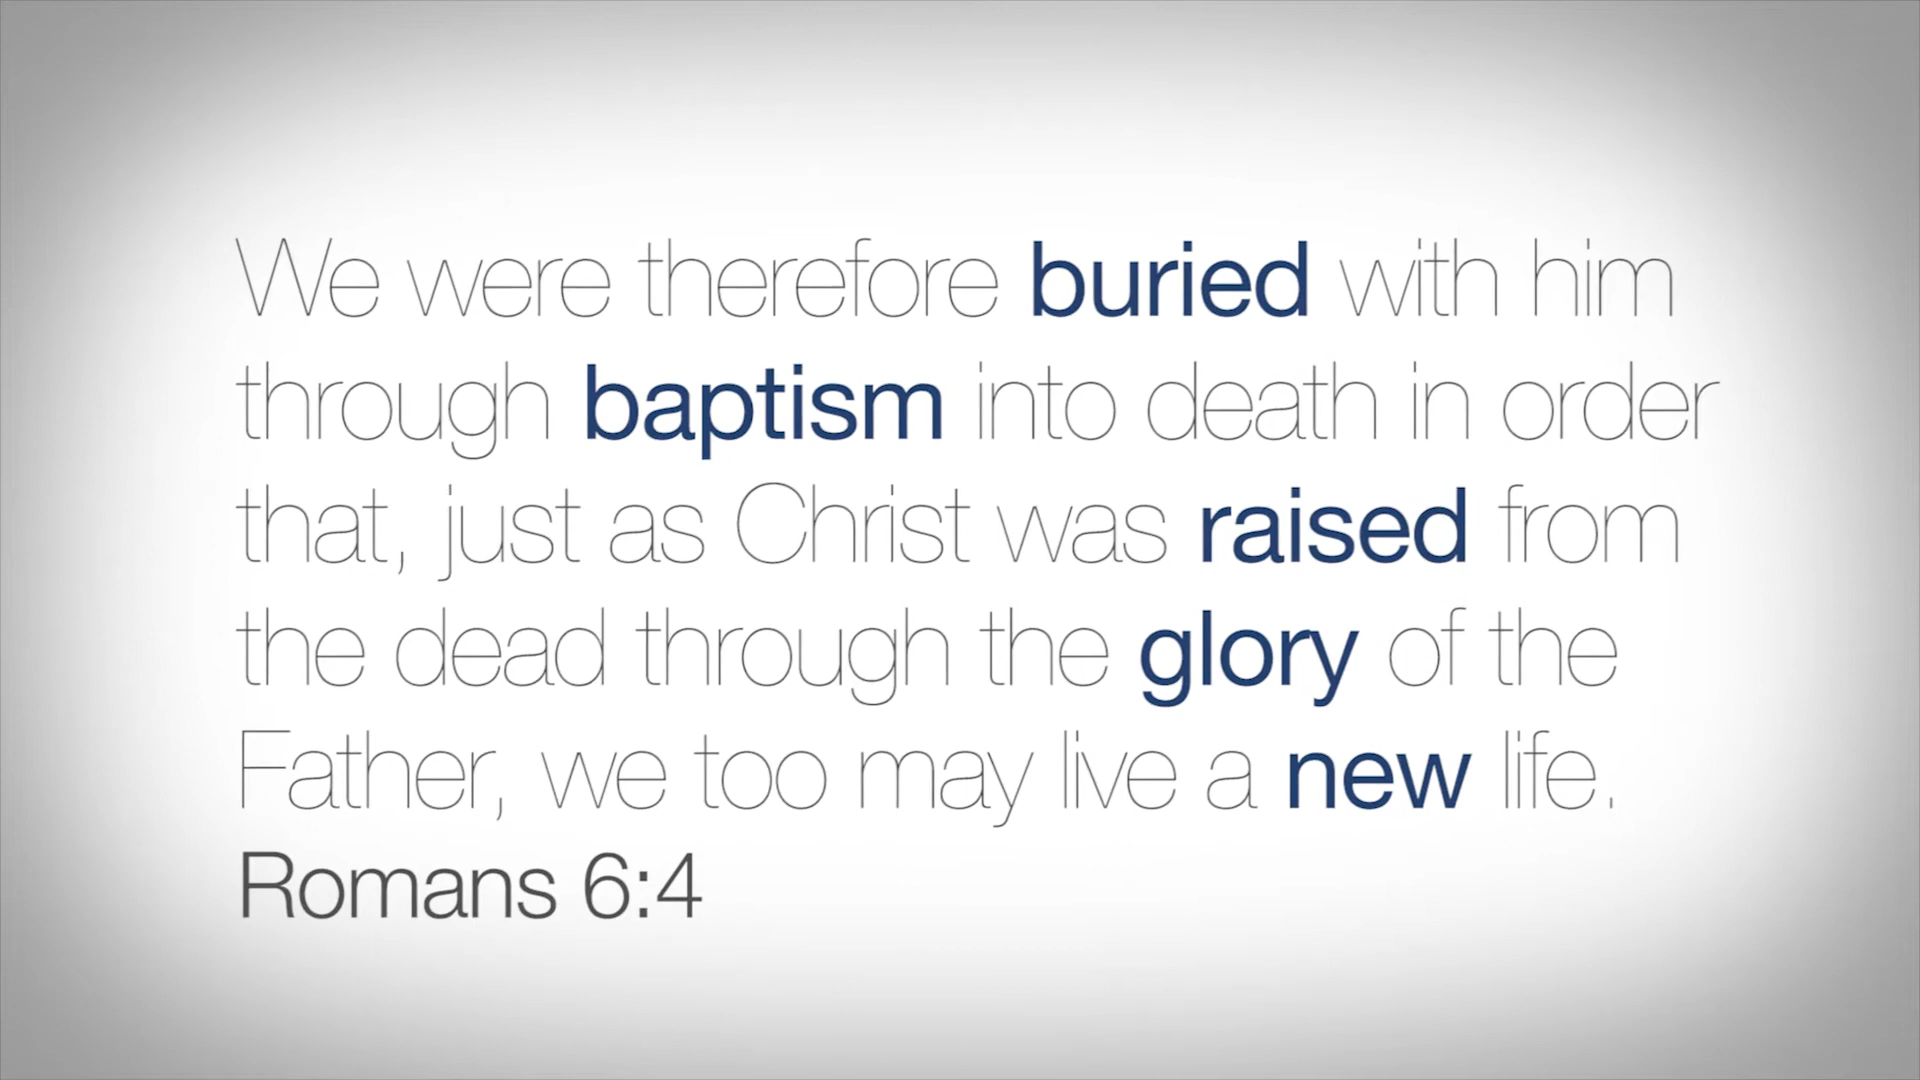 We were therefore buried with him
through baptism into death in order
that, just as Christ was raised from
the dead through the glory of the
Father, we too may live a new life.
Romans 6:4